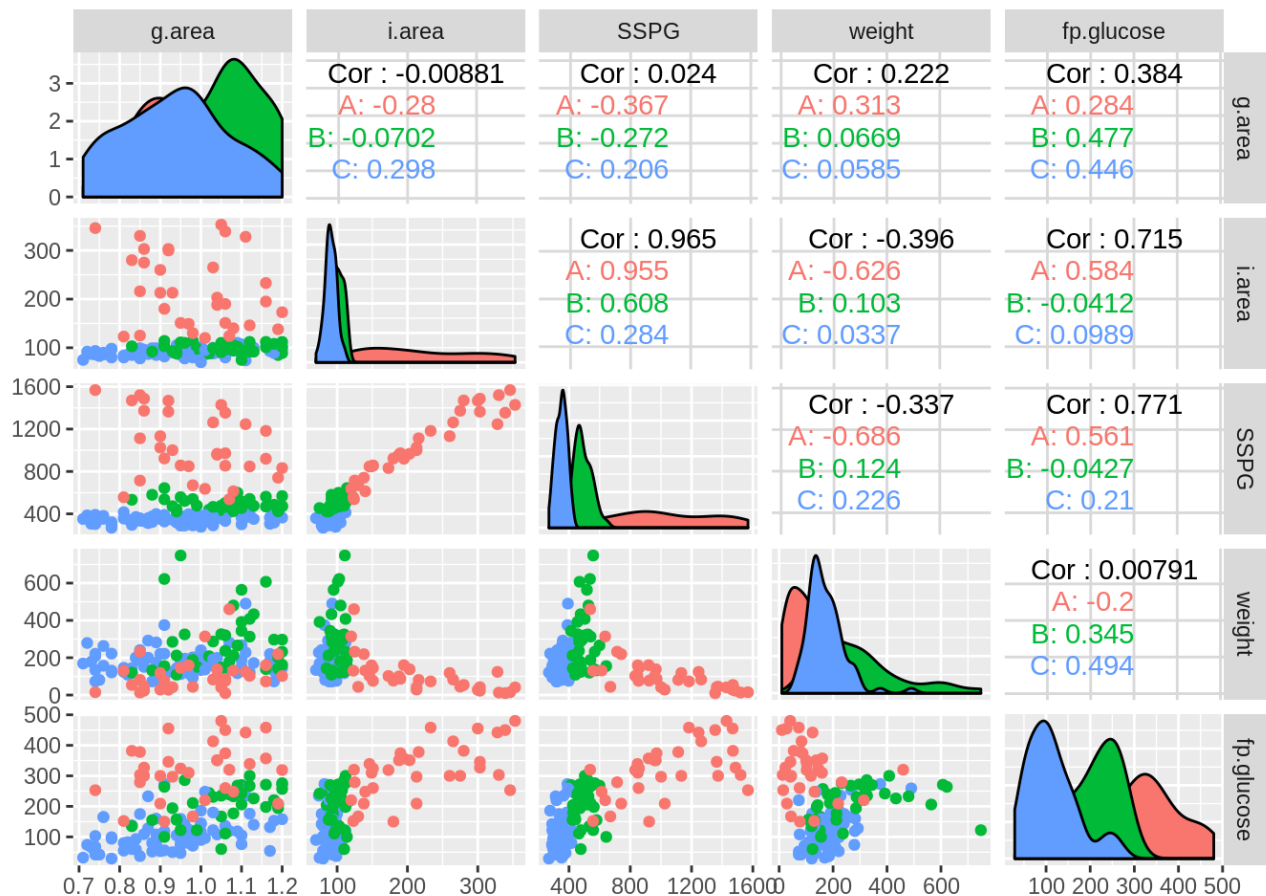 g.area i.area SSPG weight fp.glucose
3
2
1
0
Cor : -0.00881
A: -0.28
B: -0.0702
C: 0.298
Cor : 0.024
A: -0.367
B: -0.272
C: 0.206
Cor : 0.222
A: 0.313
B: 0.0669
C: 0.0585
Cor : 0.384
A: 0.284
B: 0.477
C: 0.446
g.area
300
200
100
Cor : 0.965
A: 0.955
B: 0.608
C: 0.284
Cor : -0.396
A: -0.626
B: 0.103
C: 0.0337
Cor : 0.715
A: 0.584
B: -0.0412
C: 0.0989
i.area
1600
1200
800
400
Cor : -0.337
A: -0.686
B: 0.124
C: 0.226
Cor : 0.771
A: 0.561
B: -0.0427
C: 0.21
SSPG
600
400
200
0
Cor : 0.00791
A: -0.2
B: 0.345
C: 0.494
weight
500
400
300
200
100
fp.glucose
0.7 0.8 0.9 1.0 1.1 1.2 100 200 300 400 800 1200 1600 0 200 400 600 100 200 300 400 500